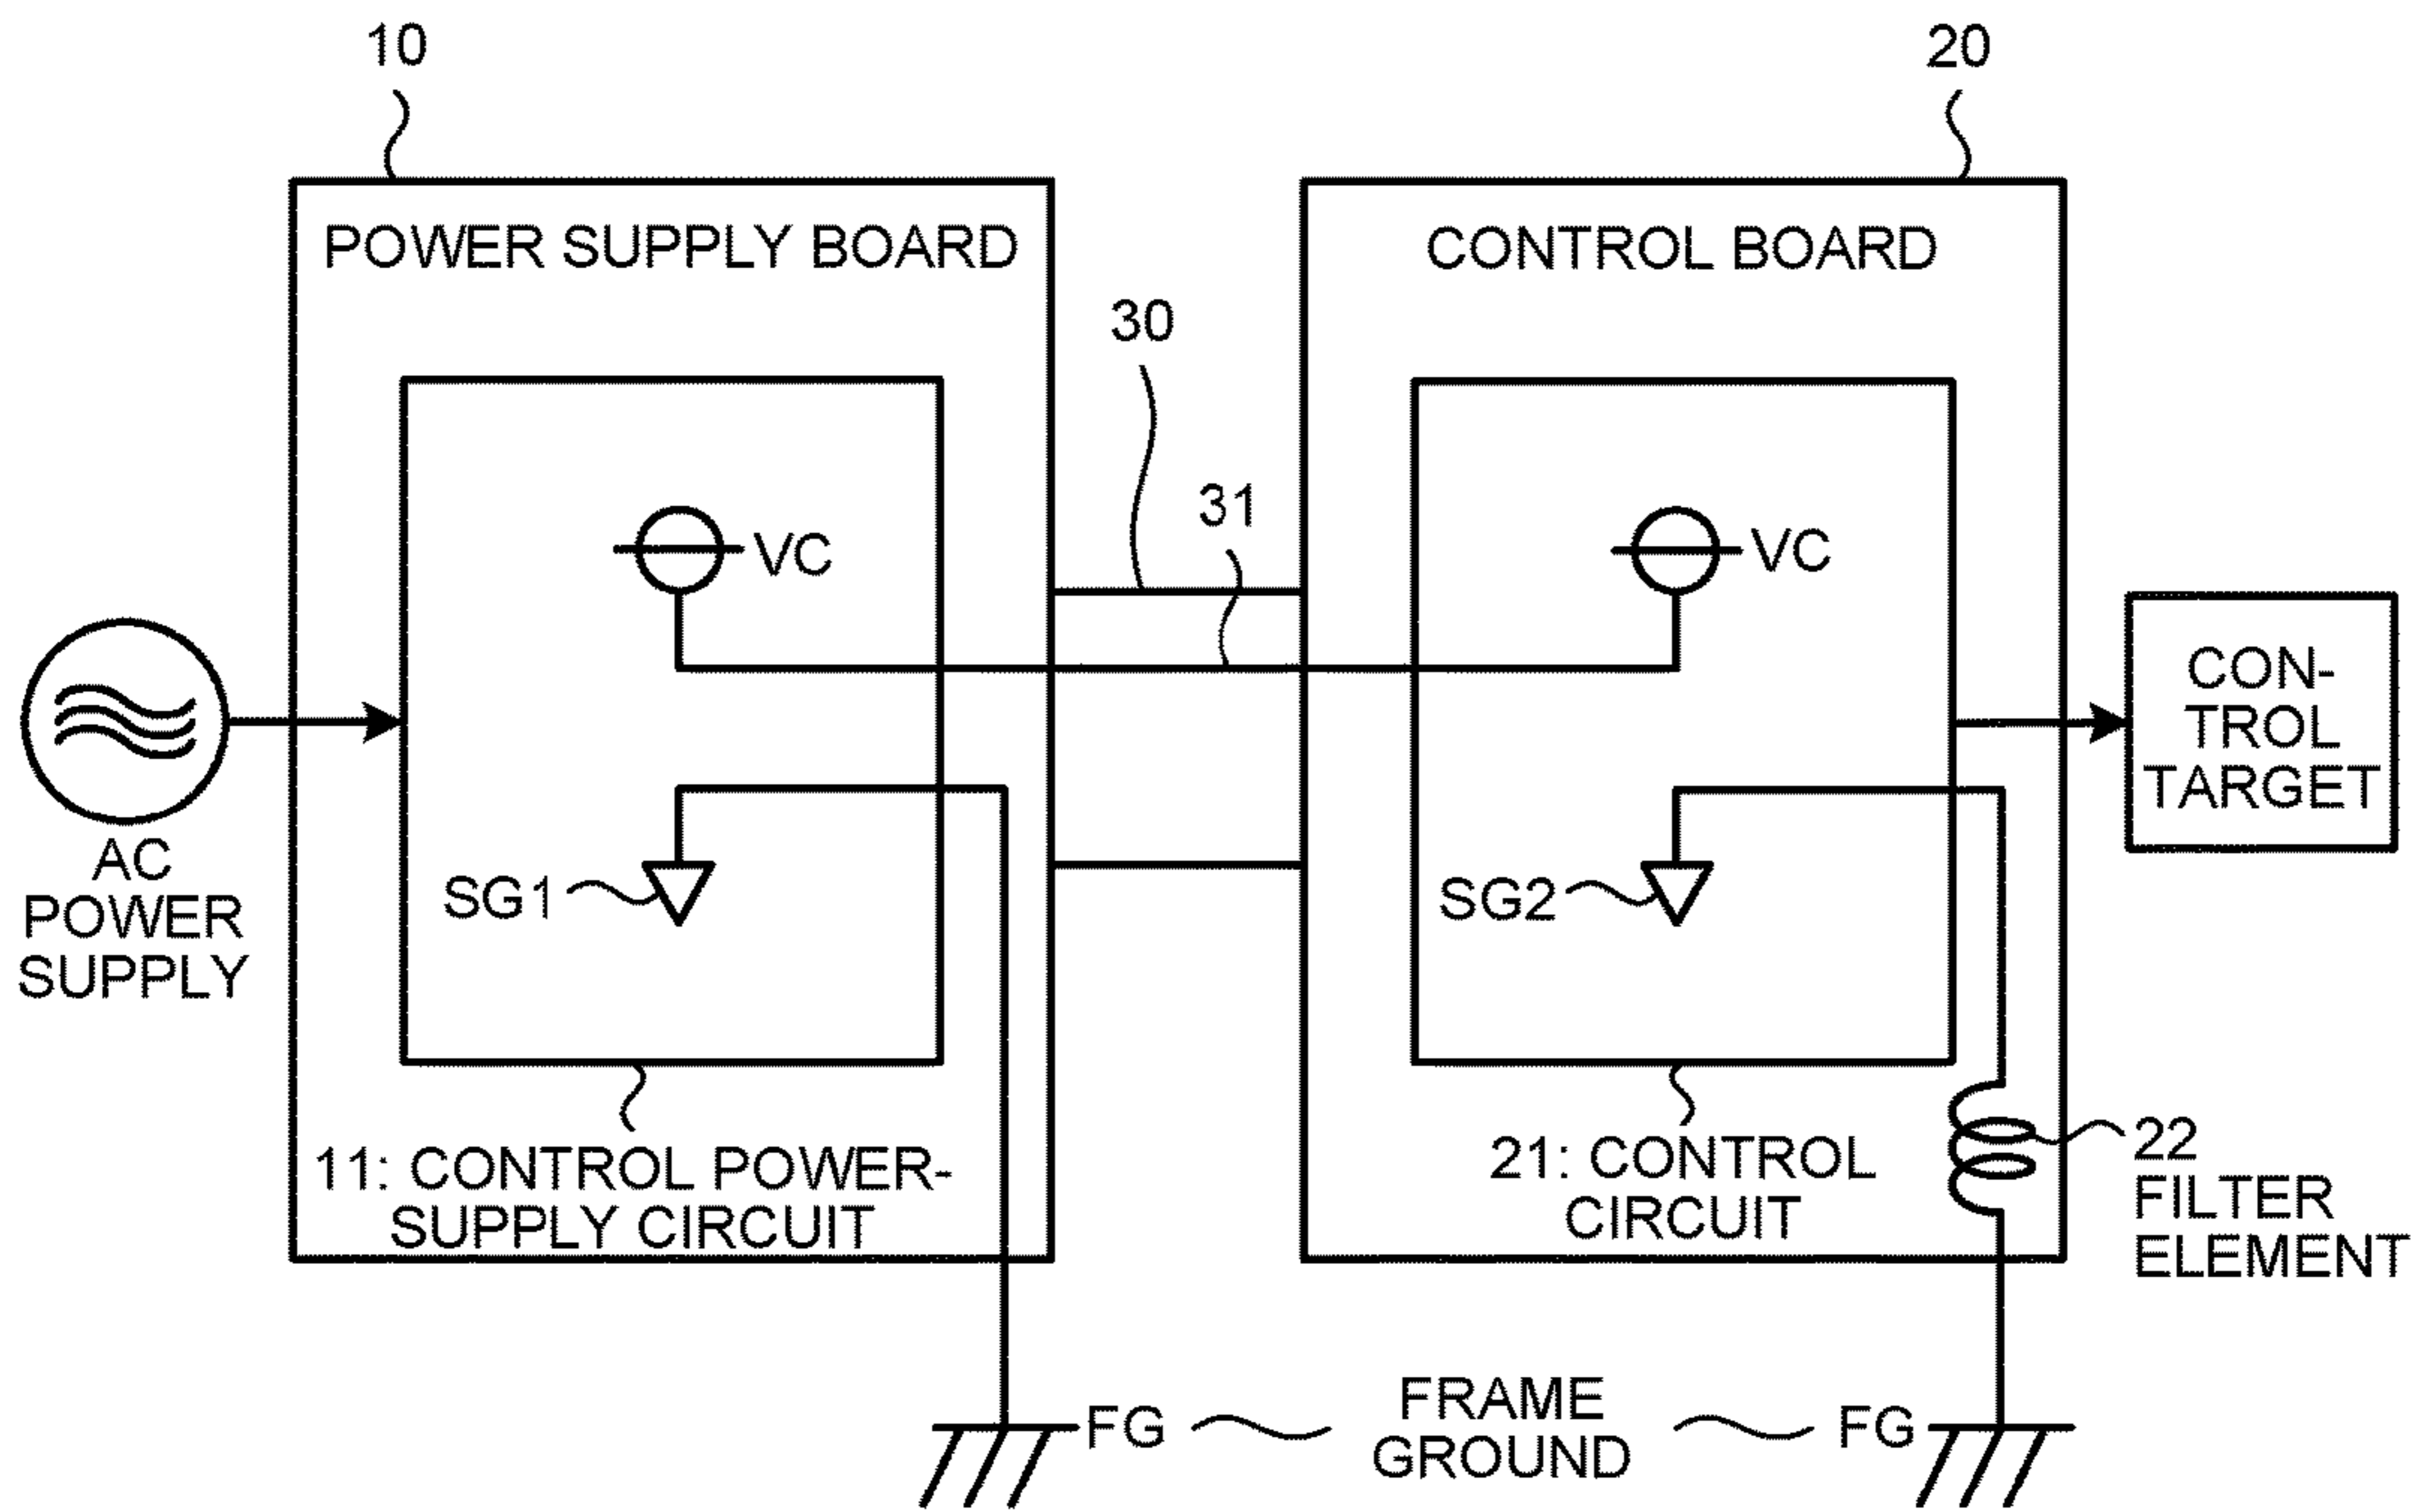 10
20
POWER SUPPLY BOARD
CONTROL BOARD
30
31
VC
VC
CON-
TROL
TARGET
AC
POWER
SUPPLY
SG1
SG2
11: CONTROL POWER-
SUPPLY CIRCUIT
21: CONTROL
CIRCUIT
22
FILTER
ELEMENT
FG
FRAME
GROUND
FG